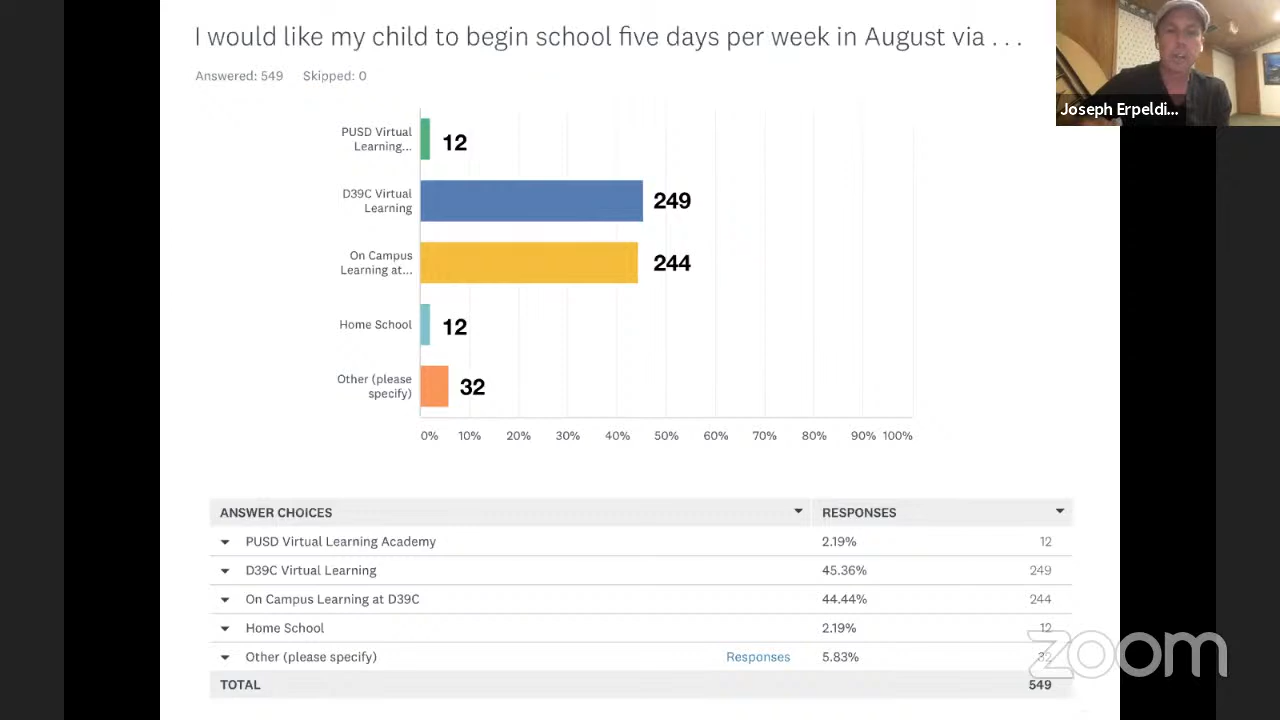 I would like my child to begin school five days per week in August via . . .
Answered: 549 Skipped: 0
Joseph Erpeldi...
PUSD Virtual
Learning...
12
D39C Virtual
Learning
249
On Campus
Learning at...
244
Home School
12
Other (please
specify)
32
0% 10% 20% 30% 40% 50% 60% 70% 80% 90% 100%
ANSWER CHOICES RESPONSES
PUSD Virtual Learning Academy 2.19% 12
D39C Virtual Learning 45.36% 249
On Campus Learning at D39C 44.44% 244
Home School 2.19% 12
Other (please specify) Responses 5.83% 32
TOTAL 549
zoom